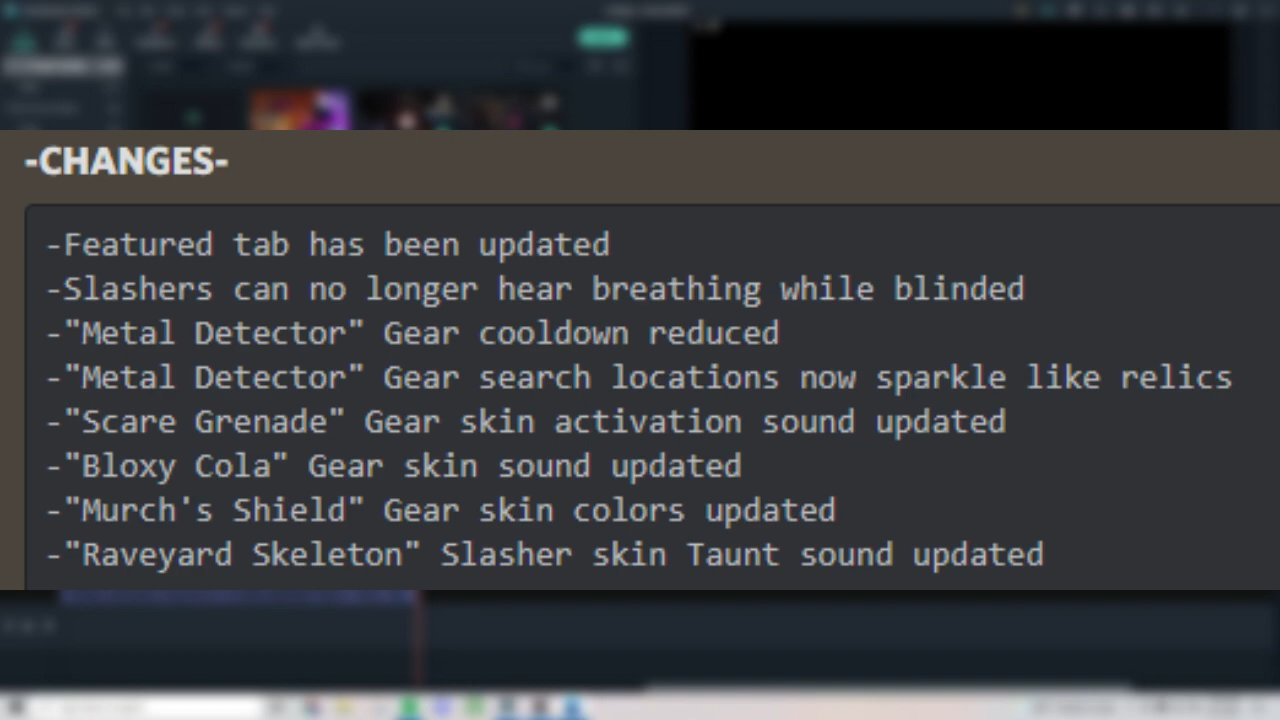 -CHANGES-
-Featured tab has been updated
-Slashers can no longer hear breathing while blinded
-"Metal Detector" Gear cooldown reduced
-"Metal Detector" Gear search locations now sparkle like relics
-"Scare Grenade" Gear skin activation sound updated
-"Bloxy Cola" Gear skin sound updated
-"Murch's Shield" Gear skin colors updated
-"Raveyard Skeleton" Slasher skin Taunt sound updated